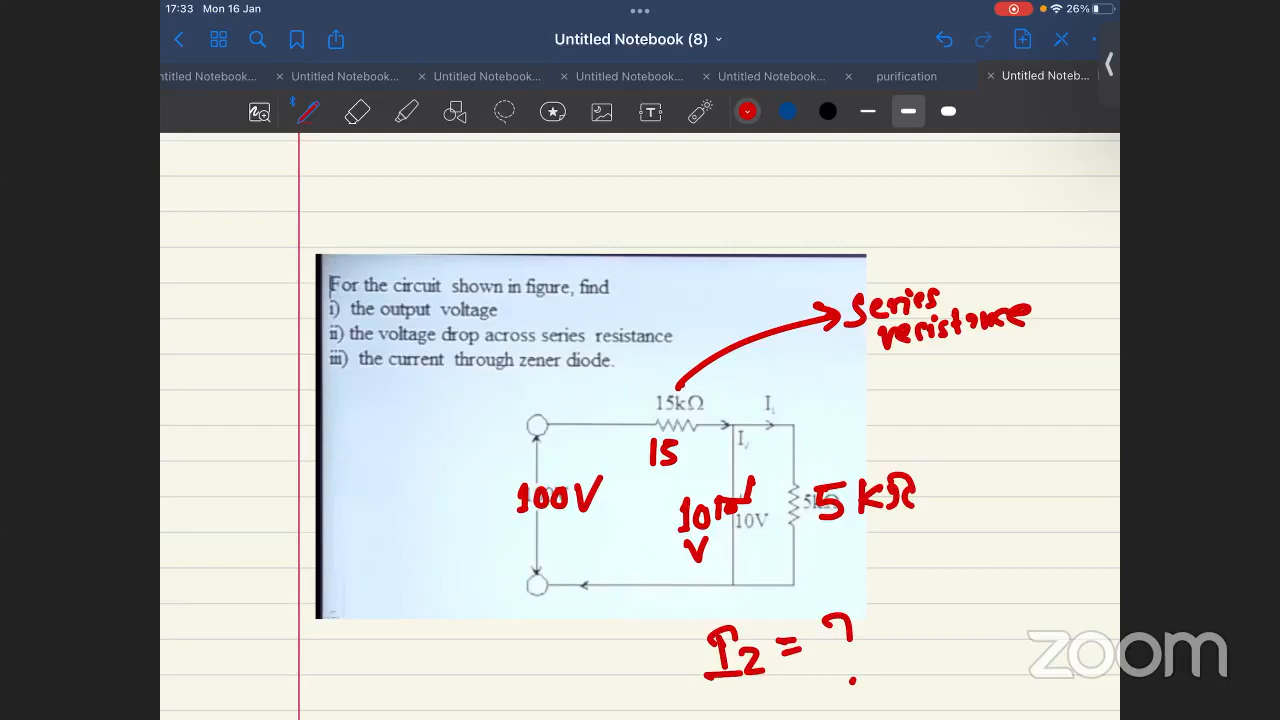 17:33 Mon 16 Jan
26%
Untitled Notebook (8)
ntitled Notebook...
Untitled Notebook...
Untitled Notebook...
Untitled Notebook...
Untitled Notebook...
purification
Untitled Noteb...
For the circuit shown in figure, find
i) the output voltage
ii) the voltage drop across series resistance
iii) the current through zener diode.
series
resistance
15kΩ
I₁
15
100V
10
V
10V
5 kΩ
I2 = ?
zoom